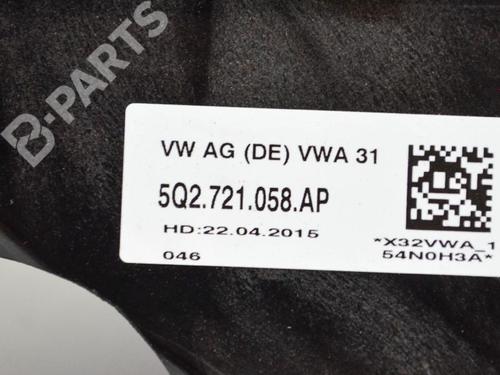 B-PARTS
VW AG (DE) VWA 31
5Q2.721.058.AP
HD:22.04.2015
046
*X32VWA_1
54N0H3A*